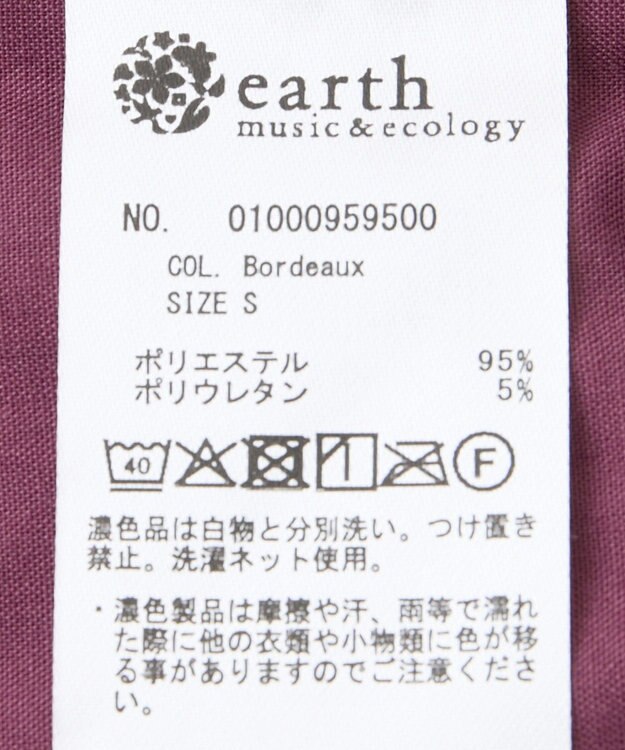 earth
music&ecology
NO. 01000959500
COL. Bordeaux
SIZE S
ポリエステル 95%
ポリウレタン 5%
40 F
濃色品は白物と分別洗い。つけ置き
禁止。洗濯ネット使用。
・濃色製品は摩擦や汗、雨等で濡れ
た際に他の衣類や小物類に色が移
る事がありますのでご注意くださ
い。